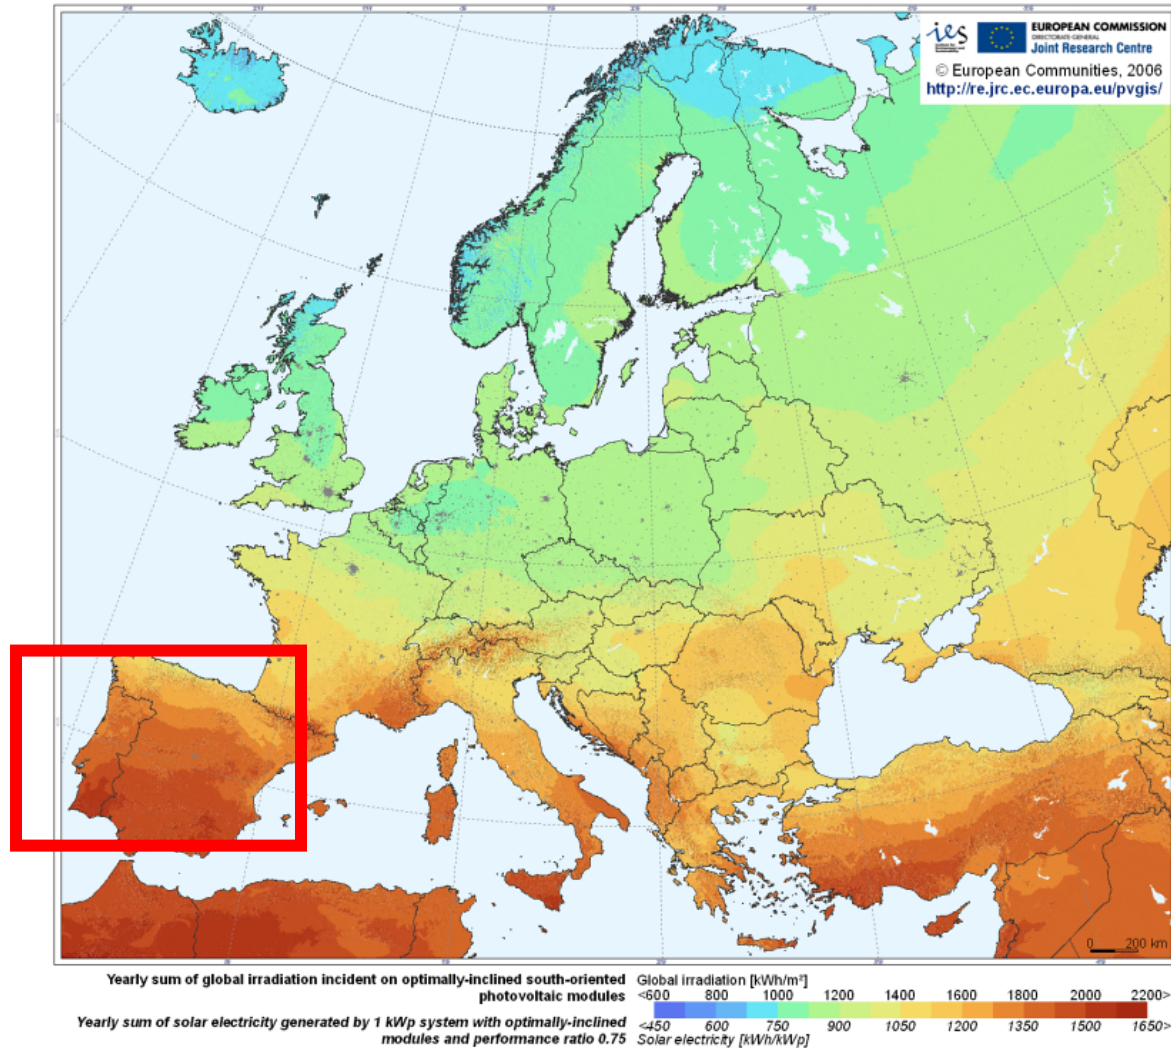 ies
EUROPEAN COMMISSION
DIRECTORATE-GENERAL
Joint Research Centre
© European Communities, 2006
http://re.jrc.ec.europa.eu/pvgis/
0 200 km
Yearly sum of global irradiation incident on optimally-inclined south-oriented
photovoltaic modules
Global irradiation [kWh/m²]
<600 800 1000 1200 1400 1600 1800 2000 2200>
Yearly sum of solar electricity generated by 1 kWp system with optimally-inclined
modules and performance ratio 0.75
<450 600 750 900 1050 1200 1350 1500 1650>
Solar electricity [kWh/kWp]